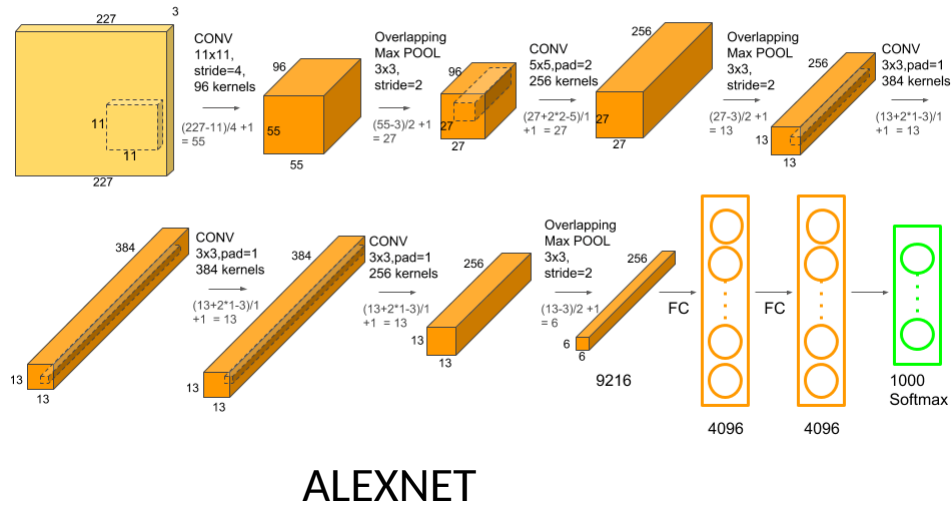 227
3
11
11
227
CONV
11x11,
stride=4,
96 kernels
(227-11)/4 +1
= 55
96
55
55
Overlapping
Max POOL
3x3,
stride=2
(55-3)/2 +1
= 27
96
27
27
CONV
5x5,pad=2
256 kernels
(27+2*2-5)/1
+1 = 27
256
27
27
Overlapping
Max POOL
3x3,
stride=2
(27-3)/2 +1
= 13
256
13
13
CONV
3x3,pad=1
384 kernels
(13+2*1-3)/1
+1 = 13
384
13
13
CONV
3x3,pad=1
384 kernels
(13+2*1-3)/1
+1 = 13
384
13
13
CONV
3x3,pad=1
256 kernels
(13+2*1-3)/1
+1 = 13
256
13
13
Overlapping
Max POOL
3x3,
stride=2
(13-3)/2 +1
= 6
256
6
6
9216
FC
4096
FC
4096
1000
Softmax
ALEXNET